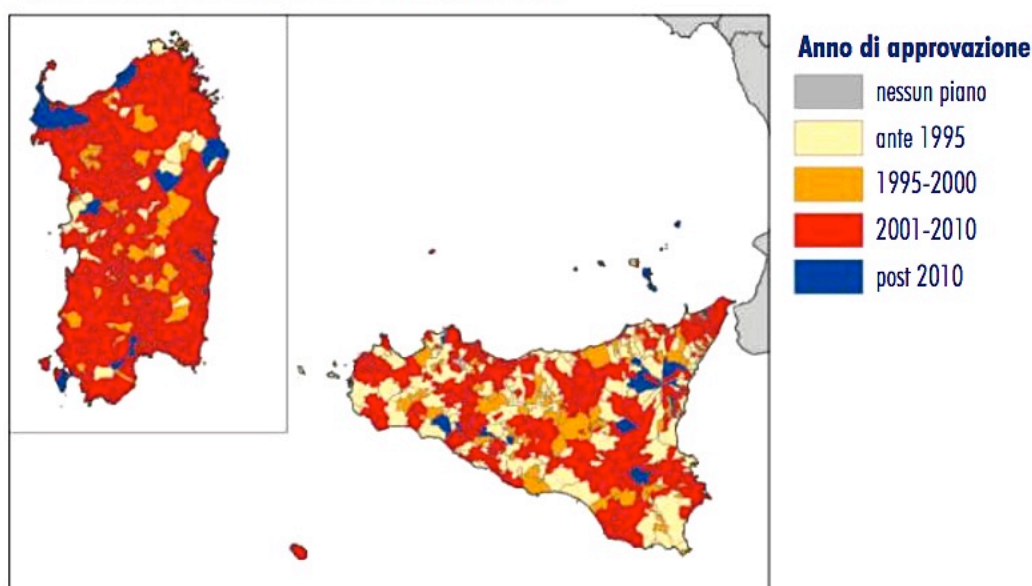 Anno di approvazione
nessun piano
ante 1995
1995-2000
2001-2010
post 2010